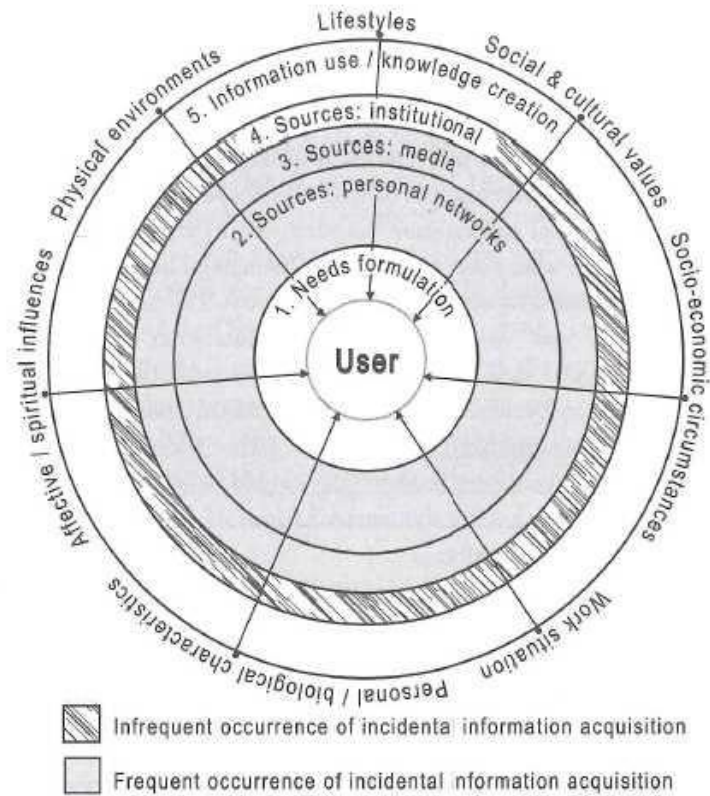 Lifestyles
Social & cultural values
Socio-economic circumstances
Work situation
Personal / biological characteristics
Affective / spiritual influences
Physical environments
5. Information use / knowledge creation
4. Sources: institutional
3. Sources: media
2. Sources: personal networks
1. Needs formulation
User
Infrequent occurrence of incidental information acquisition
Frequent occurrence of incidental information acquisition